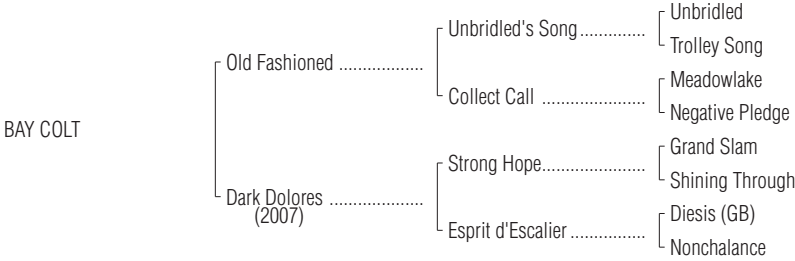 Unbridled
Unbridled's Song..............
Trolley Song
Old Fashioned ..................
Meadowlake
Collect Call ......................
Negative Pledge
BAY COLT
Grand Slam
Strong Hope......................
Shining Through
Dark Dolores ....................
(2007)
Diesis (GB)
Esprit d'Escalier ................
Nonchalance